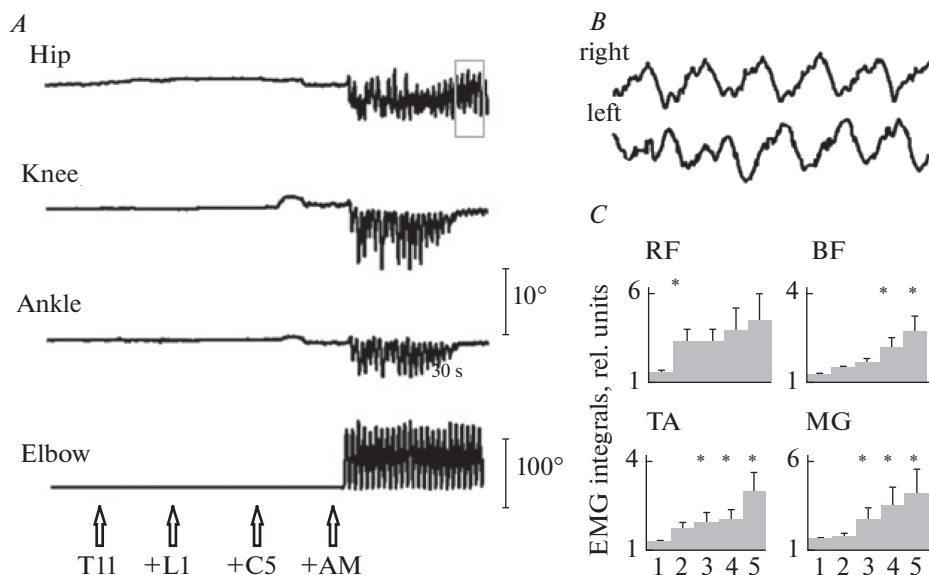 A
Hip
Knee
Ankle
10°
30 s
Elbow
100°
T11 +L1 +C5 +AM
B
right
left
C
EMG integrals, rel. units
RF
6
*
1
BF
4
* *
1
TA
4
* * *
1
1 2 3 4 5
MG
6
* * *
1
1 2 3 4 5